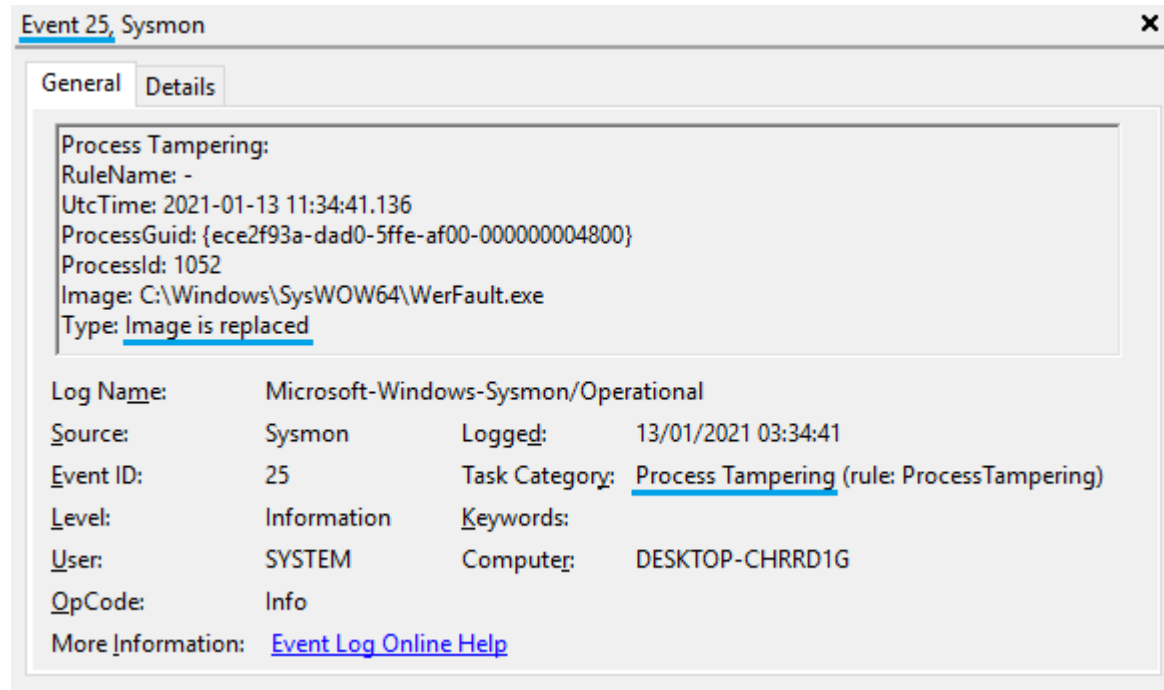 Event 25, Sysmon
General Details
Process Tampering:
RuleName: -
UtcTime: 2021-01-13 11:34:41.136
ProcessGuid: {ece2f93a-dad0-5ffe-af00-000000004800}
ProcessId: 1052
Image: C:\Windows\SysWOW64\WerFault.exe
Type: Image is replaced
Log Name: Microsoft-Windows-Sysmon/Operational
Source: Sysmon Logged: 13/01/2021 03:34:41
Event ID: 25 Task Category: Process Tampering (rule: ProcessTampering)
Level: Information Keywords:
User: SYSTEM Computer: DESKTOP-CHRRD1G
OpCode: Info
More Information: Event Log Online Help